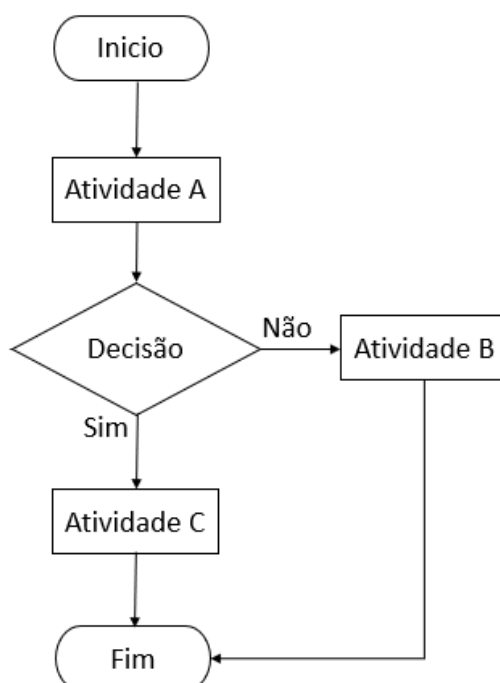 Inicio
Atividade A
Decisão
Não
Atividade B
Sim
Atividade C
Fim